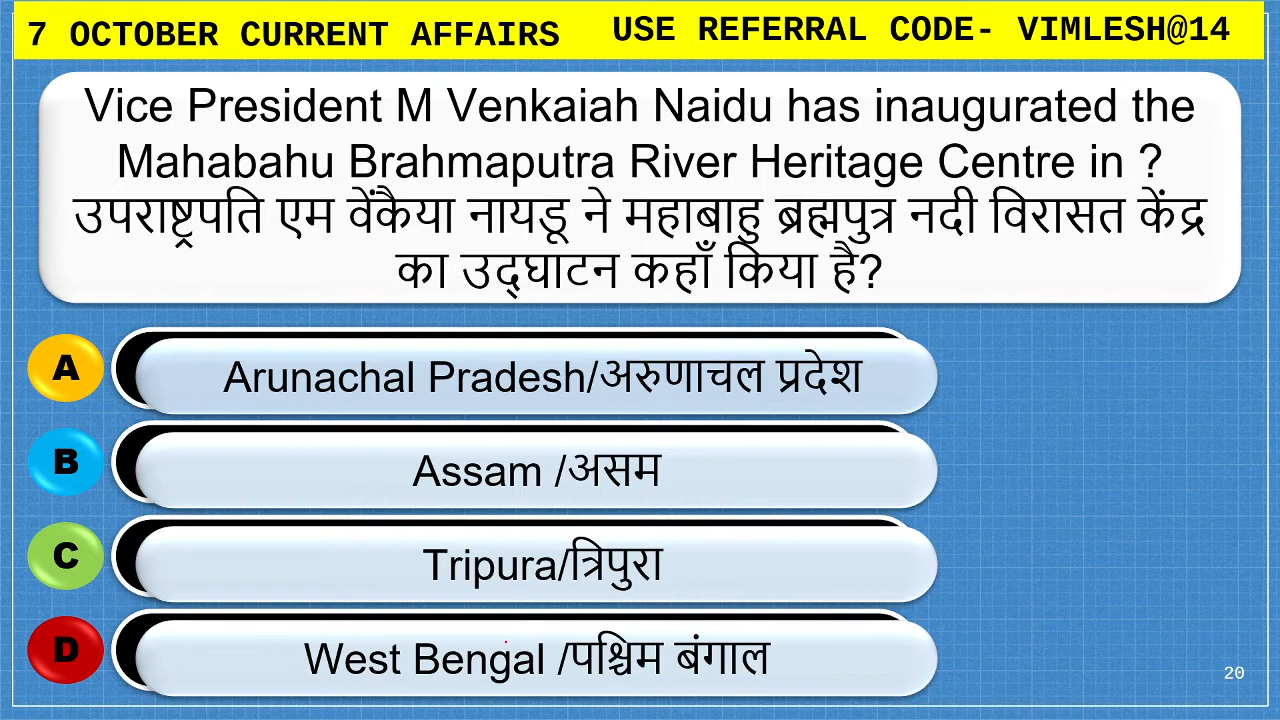 7 OCTOBER CURRENT AFFAIRS
USE REFERRAL CODE- VIMLESH@14
Vice President M Venkaiah Naidu has inaugurated the
Mahabahu Brahmaputra River Heritage Centre in ?
उपराष्ट्रपति एम वेंकैया नायडू ने महाबाहु ब्रह्मपुत्र नदी विरासत केंद्र
का उद्घाटन कहाँ किया है?
A
Arunachal Pradesh/अरुणाचल प्रदेश
B
Assam /असम
C
Tripura/त्रिपुरा
D
West Bengal /पश्चिम बंगाल
20